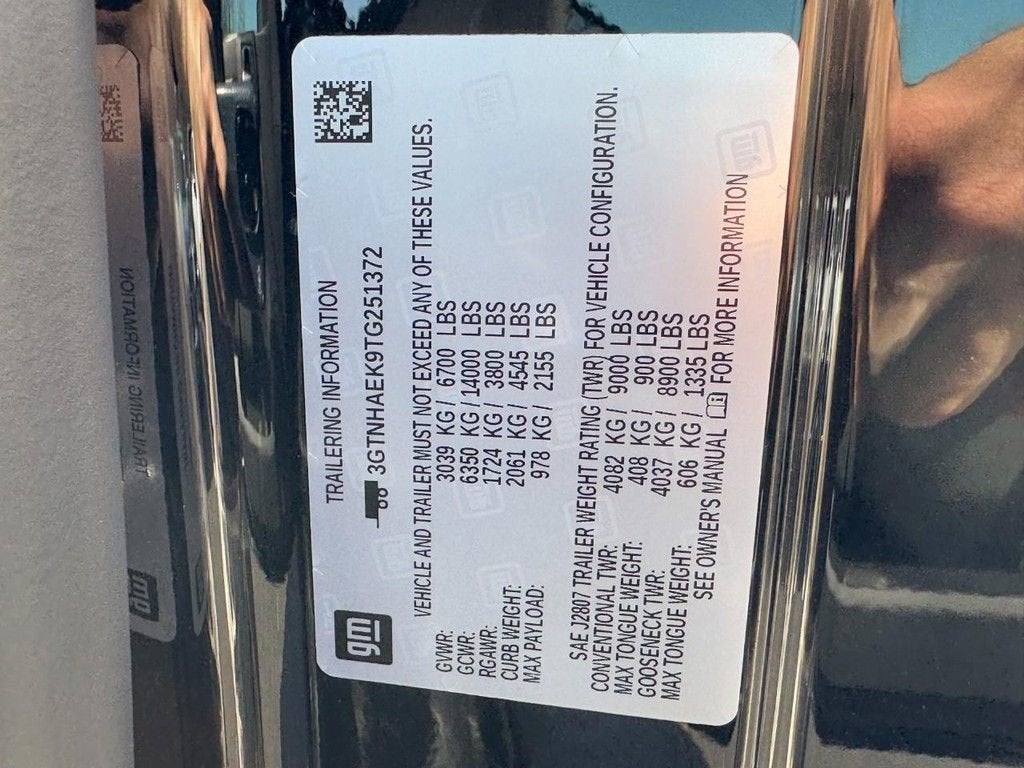 gm
TRAILERING INFORMATION
3GTNHAEK9TG251372
VEHICLE AND TRAILER MUST NOT EXCEED ANY OF THESE VALUES.
GVWR: 3039 KG / 6700 LBS
GCWR: 6350 KG / 14000 LBS
RGAWR: 1724 KG / 3800 LBS
CURB WEIGHT: 2061 KG / 4545 LBS
MAX PAYLOAD: 978 KG / 2155 LBS
SAE J2807 TRAILER WEIGHT RATING (TWR) FOR VEHICLE CONFIGURATION.
CONVENTIONAL TWR: 4082 KG / 9000 LBS
MAX TONGUE WEIGHT: 408 KG / 900 LBS
GOOSENECK TWR: 4037 KG / 8900 LBS
MAX TONGUE WEIGHT: 606 KG / 1335 LBS
SEE OWNER'S MANUAL FOR MORE INFORMATION
gm
TRAILERING INFORMATION